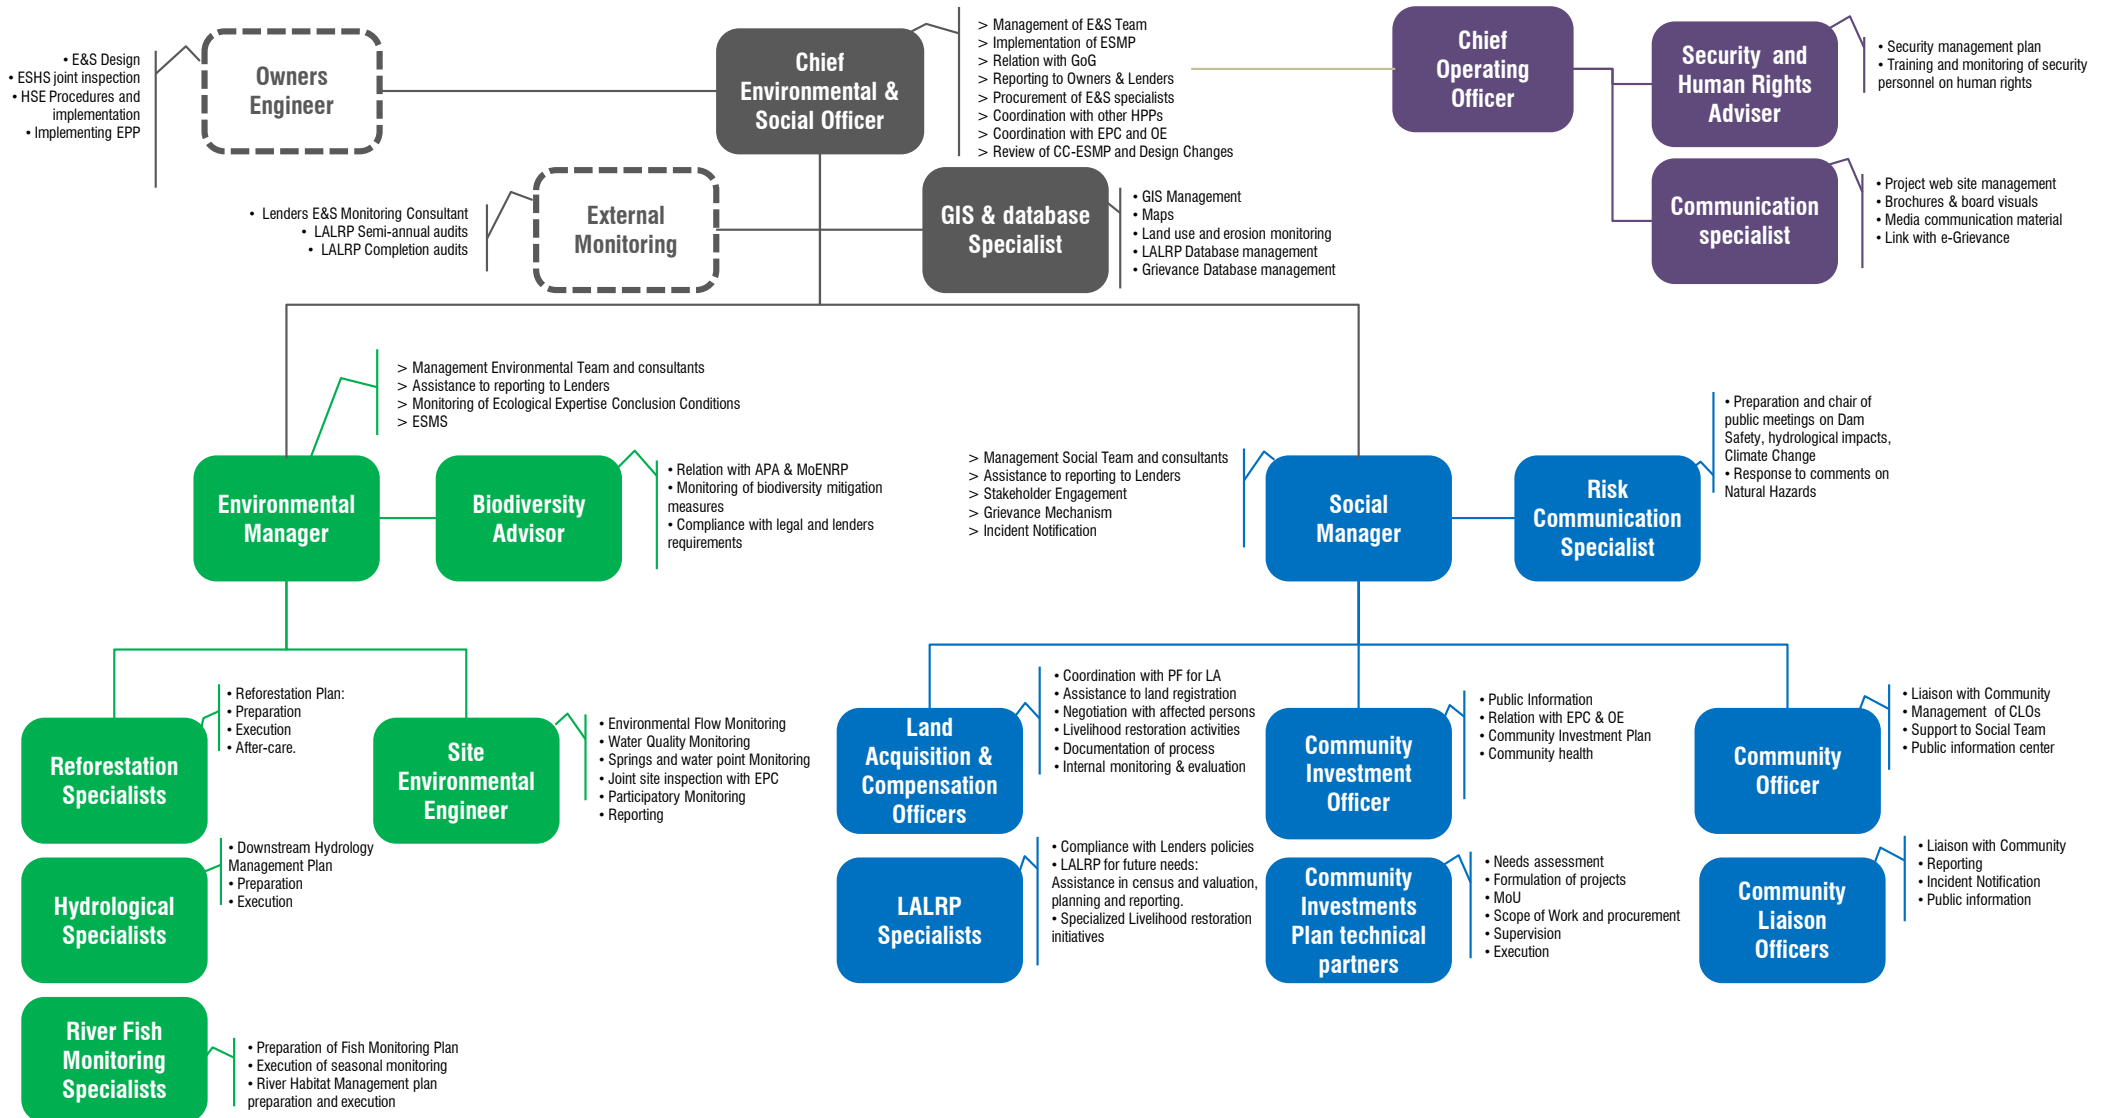 • E&S Design
• ESHS joint inspection
• HSE Procedures and
implementation
• Implementing EPP
Owners
Engineer
Chief
Environmental &
Social Officer
> Management of E&S Team
> Implementation of ESMP
> Relation with GoG
> Reporting to Owners & Lenders
> Procurement of E&S specialists
> Coordination with other HPPs
> Coordination with EPC and OE
> Review of CC-ESMP and Design Changes
Chief
Operating
Officer
Security and
Human Rights
Adviser
• Security management plan
• Training and monitoring of security
personnel on human rights
• Lenders E&S Monitoring Consultant
• LALRP Semi-annual audits
• LALRP Completion audits
External
Monitoring
GIS & database
Specialist
• GIS Management
• Maps
• Land use and erosion monitoring
• LALRP Database management
• Grievance Database management
Communication
specialist
• Project web site management
• Brochures & board visuals
• Media communication material
• Link with e-Grievance
> Management Environmental Team and consultants
> Assistance to reporting to Lenders
> Monitoring of Ecological Expertise Conclusion Conditions
> ESMS
Environmental
Manager
Biodiversity
Advisor
• Relation with APA & MoENRP
• Monitoring of biodiversity mitigation
measures
• Compliance with legal and lenders
requirements
> Management Social Team and consultants
> Assistance to reporting to Lenders
> Stakeholder Engagement
> Grievance Mechanism
> Incident Notification
Social
Manager
Risk
Communication
Specialist
• Preparation and chair of
public meetings on Dam
Safety, hydrological impacts,
Climate Change
• Response to comments on
Natural Hazards
Reforestation
Specialists
• Reforestation Plan:
• Preparation
• Execution
• After-care.
Site
Environmental
Engineer
• Environmental Flow Monitoring
• Water Quality Monitoring
• Springs and water point Monitoring
• Joint site inspection with EPC
• Participatory Monitoring
• Reporting
Land
Acquisition &
Compensation
Officers
• Coordination with PF for LA
• Assistance to land registration
• Negotiation with affected persons
• Livelihood restoration activities
• Documentation of process
• Internal monitoring & evaluation
Community
Investment
Officer
• Public Information
• Relation with EPC & OE
• Community Investment Plan
• Community health
Community
Officer
• Liaison with Community
• Management of CLOs
• Support to Social Team
• Public information center
Hydrological
Specialists
• Downstream Hydrology
Management Plan
• Preparation
• Execution
LALRP
Specialists
• Compliance with Lenders policies
• LALRP for future needs:
Assistance in census and valuation,
planning and reporting.
• Specialized Livelihood restoration
initiatives
Community
Investments
Plan technical
partners
• Needs assessment
• Formulation of projects
• MoU
• Scope of Work and procurement
• Supervision
• Execution
Community
Liaison
Officers
• Liaison with Community
• Reporting
• Incident Notification
• Public information
River Fish
Monitoring
Specialists
• Preparation of Fish Monitoring Plan
• Execution of seasonal monitoring
• River Habitat Management plan
preparation and execution